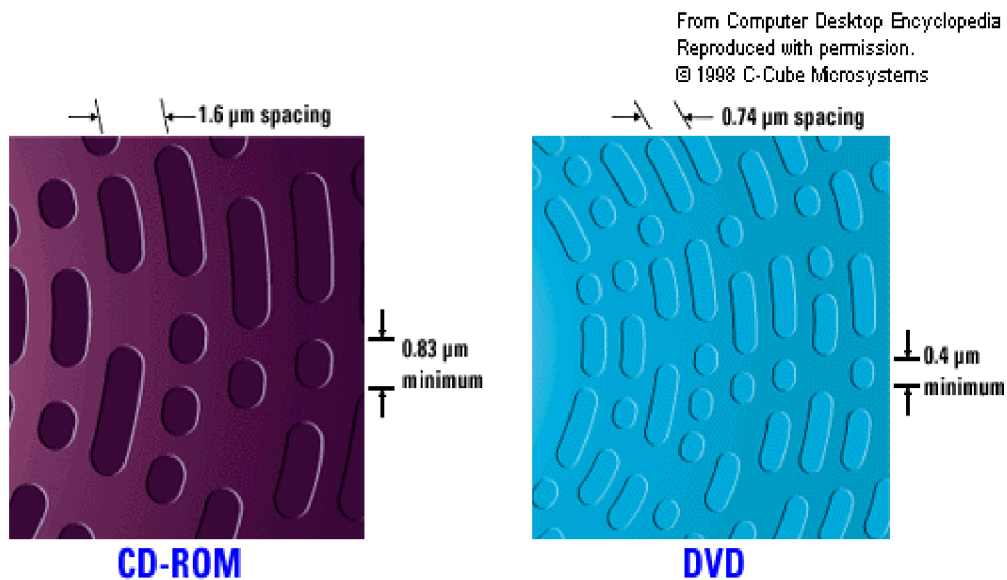 From Computer Desktop Encyclopedia
Reproduced with permission.
© 1998 C-Cube Microsystems
1.6 µm spacing
0.74 µm spacing
0.83 µm
minimum
0.4 µm
minimum
CD-ROM
DVD